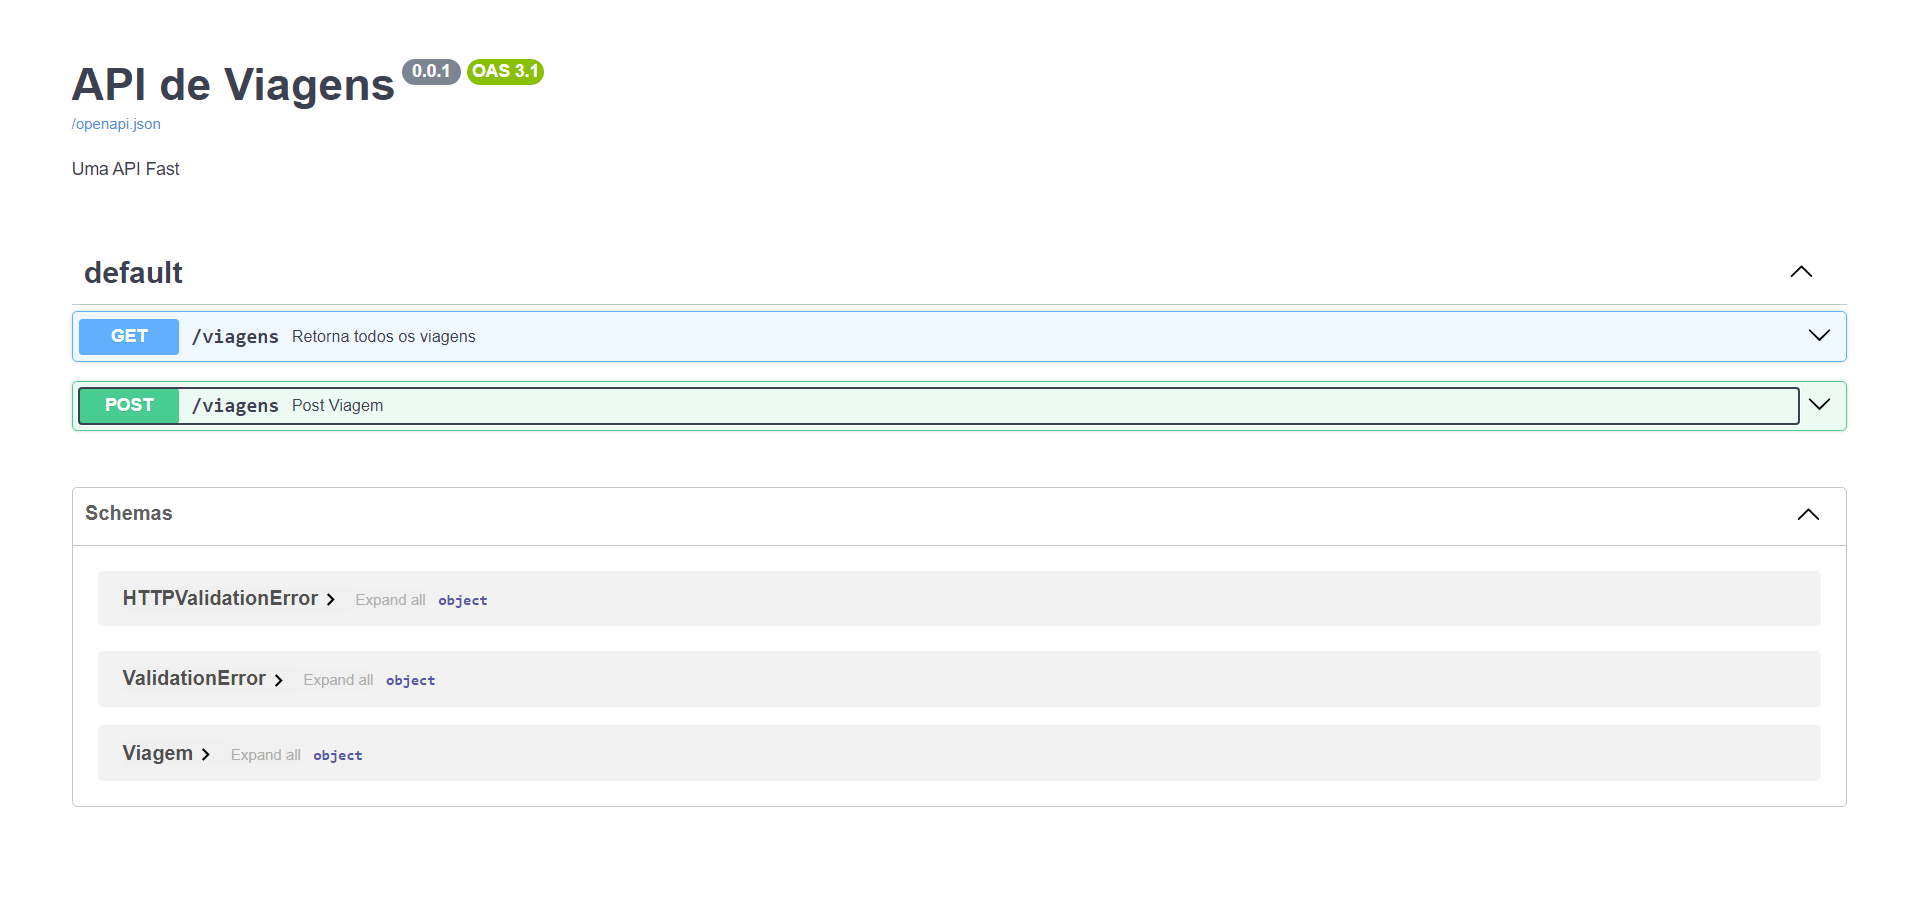 API de Viagens 0.0.1 OAS 3.1
/openapi.json
Uma API Fast
default
GET /viagens Retorna todos os viagens
POST /viagens Post Viagem
Schemas
HTTPValidationError Expand all object
ValidationError Expand all object
Viagem Expand all object